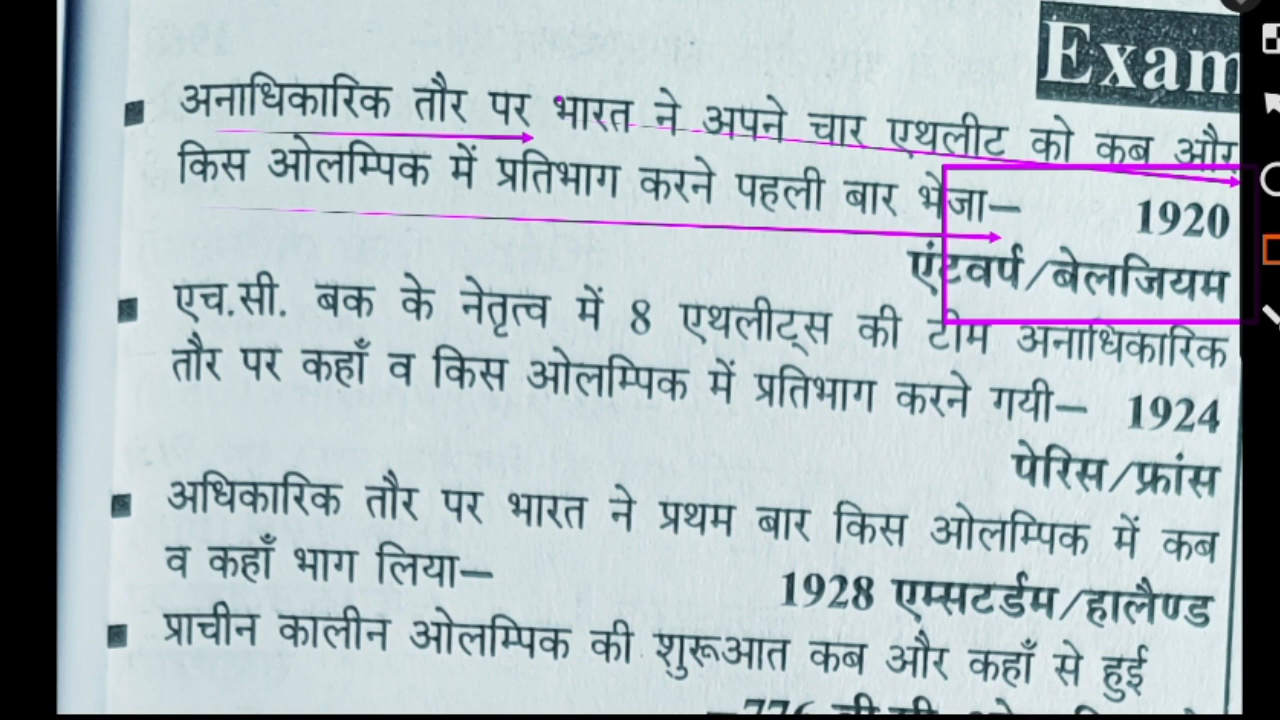 Exam
अनाधिकारिक तौर पर भारत ने अपने चार एथलीट को कब और
किस ओलम्पिक में प्रतिभाग करने पहली बार भेजा– 1920
एंटवर्प/बेलजियम
एच.सी. बक के नेतृत्व में 8 एथलीट्स की टीम अनाधिकारिक
तौर पर कहाँ व किस ओलम्पिक में प्रतिभाग करने गयी– 1924
पेरिस/फ्रांस
अधिकारिक तौर पर भारत ने प्रथम बार किस ओलम्पिक में कब
व कहाँ भाग लिया– 1928 एम्सटर्डम/हालैण्ड
प्राचीन कालीन ओलम्पिक की शुरूआत कब और कहाँ से हुई
–776